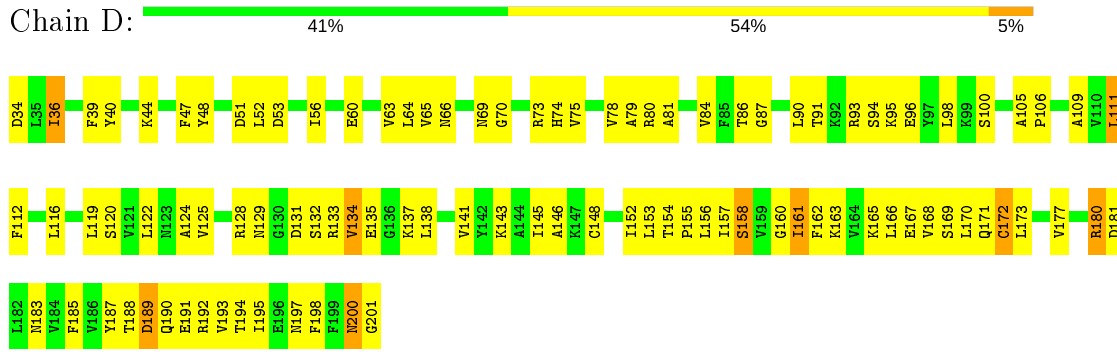 Chain D:
41% 54% 5%
D34 L35 I36 F39 Y40 K44 F47 Y48 D51 L52 D53 I56 E60 V63 L64 V65 N66 N69 G70 R73 H74 V75 V78 A79 R80 A81 V84 F85 T86 G87 L90 T91 K92 R93 S94 K95 E96 Y97 L98 K99 S100 A105 P106 A109 V110 L111
F112 L116 L119 S120 V121 L122 N123 A124 V125 R128 N129 G130 D131 S132 R133 V134 E135 G136 K137 L138 V141 Y142 K143 A144 I145 A146 K147 C148 I152 L153 T154 P155 L156 I157 S158 V159 G160 I161 F162 K163 V164 K165 L166 E167 V168 S169 L170 Q171 C172 L173 V177 R180 D181
L182 N183 V184 F185 V186 Y187 T188 D189 Q190 E191 R192 V193 T194 I195 E196 N197 F198 F199 N200 G201